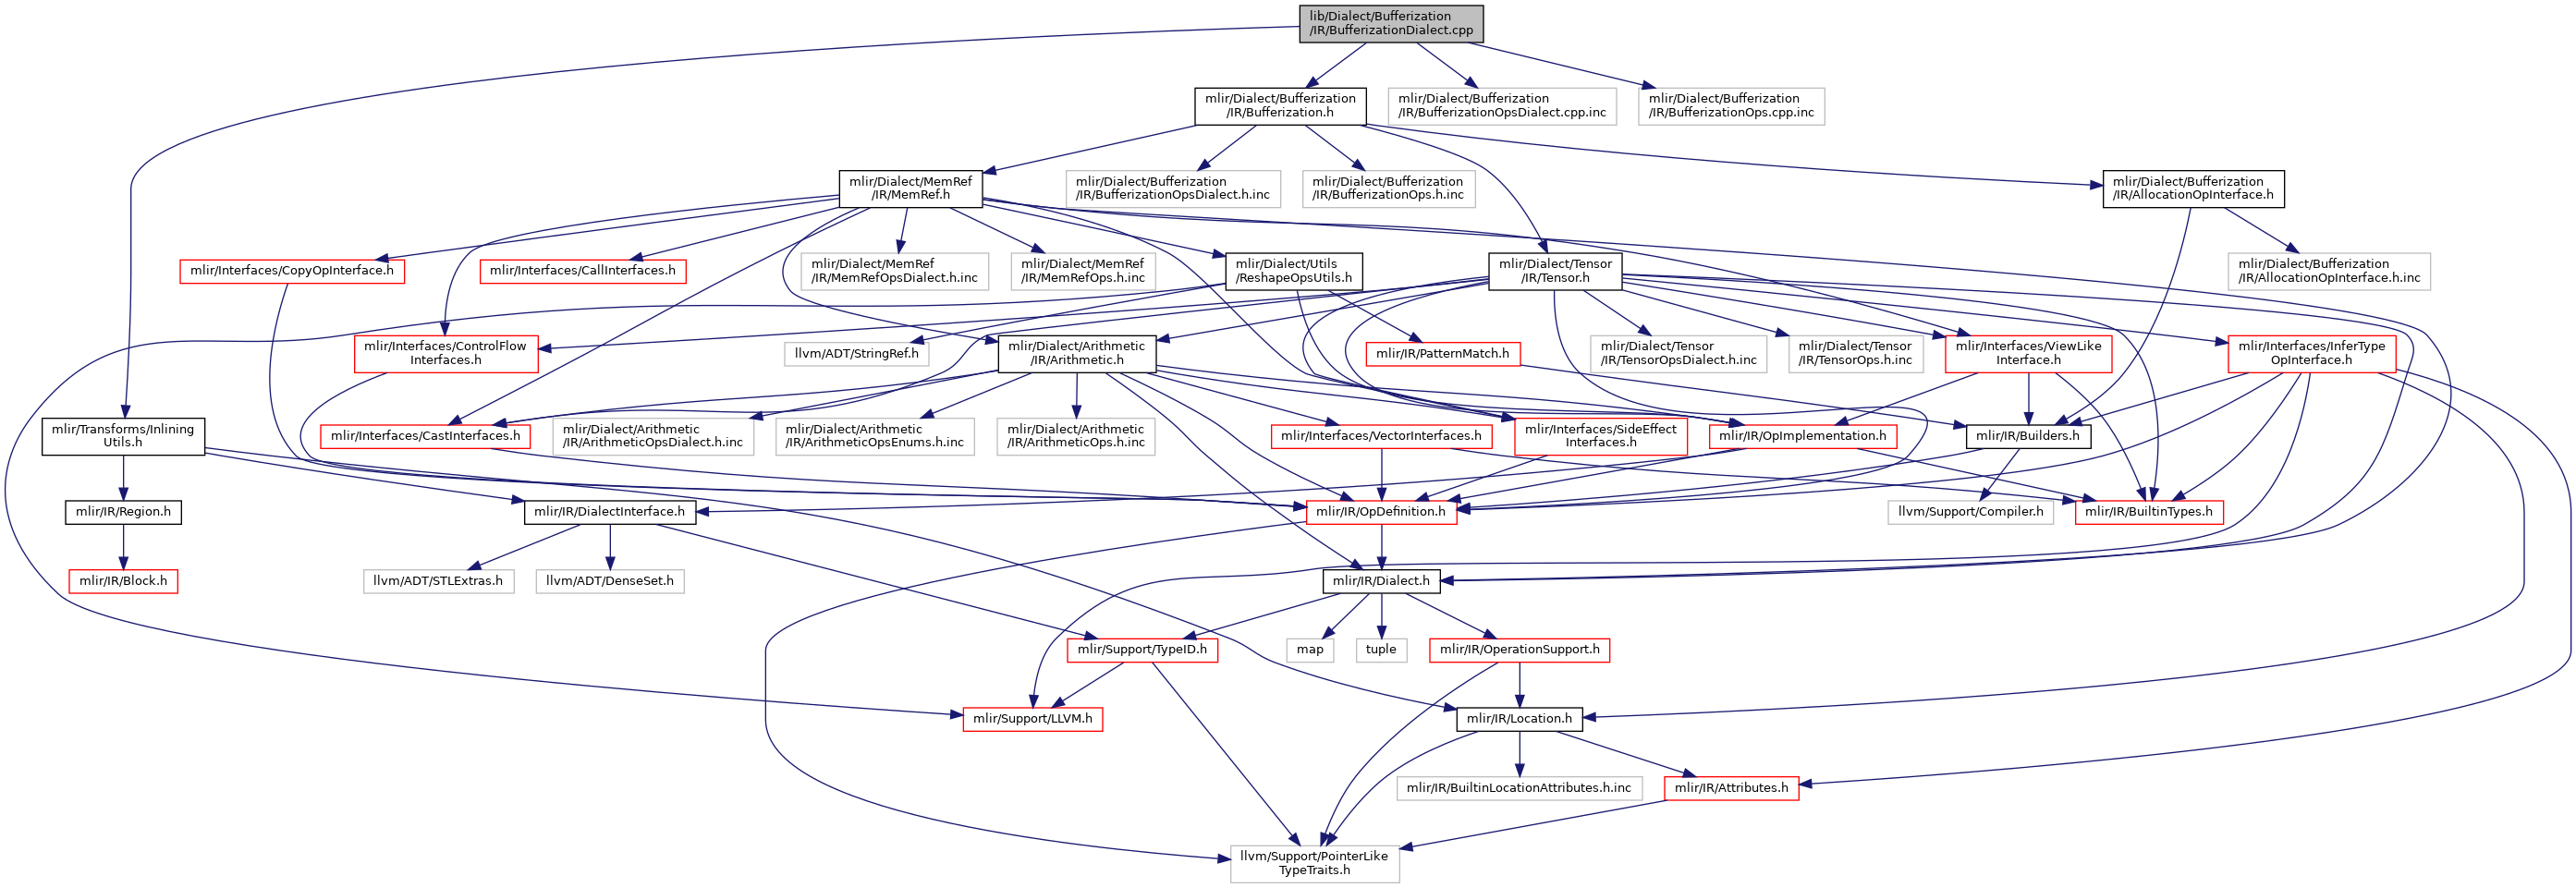 lib/Dialect/Bufferization
/IR/BufferizationDialect.cpp
mlir/Dialect/Bufferization
/IR/Bufferization.h
mlir/Dialect/Bufferization
/IR/BufferizationOpsDialect.cpp.inc
mlir/Dialect/Bufferization
/IR/BufferizationOps.cpp.inc
mlir/Dialect/MemRef
/IR/MemRef.h
mlir/Dialect/Bufferization
/IR/BufferizationOpsDialect.h.inc
mlir/Dialect/Bufferization
/IR/BufferizationOps.h.inc
mlir/Dialect/Bufferization
/IR/AllocationOpInterface.h
mlir/Interfaces/CopyOpInterface.h
mlir/Interfaces/CallInterfaces.h
mlir/Dialect/MemRef
/IR/MemRefOpsDialect.h.inc
mlir/Dialect/MemRef
/IR/MemRefOps.h.inc
mlir/Dialect/Utils
/ReshapeOpsUtils.h
mlir/Dialect/Tensor
/IR/Tensor.h
mlir/Dialect/Bufferization
/IR/AllocationOpInterface.h.inc
mlir/Interfaces/ControlFlow
Interfaces.h
llvm/ADT/StringRef.h
mlir/Dialect/Arithmetic
/IR/Arithmetic.h
mlir/IR/PatternMatch.h
mlir/Dialect/Tensor
/IR/TensorOpsDialect.h.inc
mlir/Dialect/Tensor
/IR/TensorOps.h.inc
mlir/Interfaces/ViewLike
Interface.h
mlir/Interfaces/InferType
OpInterface.h
mlir/Transforms/Inlining
Utils.h
mlir/Interfaces/CastInterfaces.h
mlir/Dialect/Arithmetic
/IR/ArithmeticOpsDialect.h.inc
mlir/Dialect/Arithmetic
/IR/ArithmeticOpsEnums.h.inc
mlir/Dialect/Arithmetic
/IR/ArithmeticOps.h.inc
mlir/Interfaces/VectorInterfaces.h
mlir/Interfaces/SideEffect
Interfaces.h
mlir/IR/OpImplementation.h
mlir/IR/Builders.h
mlir/IR/Region.h
mlir/IR/DialectInterface.h
mlir/IR/OpDefinition.h
llvm/Support/Compiler.h
mlir/IR/BuiltinTypes.h
mlir/IR/Block.h
llvm/ADT/STLExtras.h
llvm/ADT/DenseSet.h
mlir/IR/Dialect.h
mlir/Support/TypeID.h
map
tuple
mlir/IR/OperationSupport.h
mlir/Support/LLVM.h
mlir/IR/Location.h
mlir/IR/BuiltinLocationAttributes.h.inc
mlir/IR/Attributes.h
llvm/Support/PointerLike
TypeTraits.h